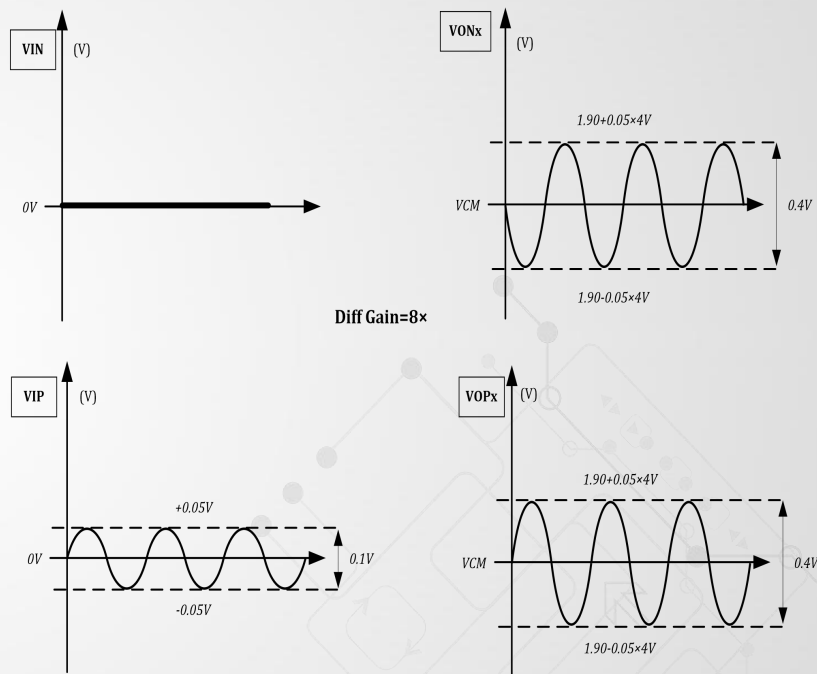 VIN
(V)
0V
VONx
(V)
1.90+0.05×4V
VCM
0.4V
1.90-0.05×4V
Diff Gain=8×
VIP
(V)
+0.05V
0V
0.1V
-0.05V
VOPx
(V)
1.90+0.05×4V
VCM
0.4V
1.90-0.05×4V